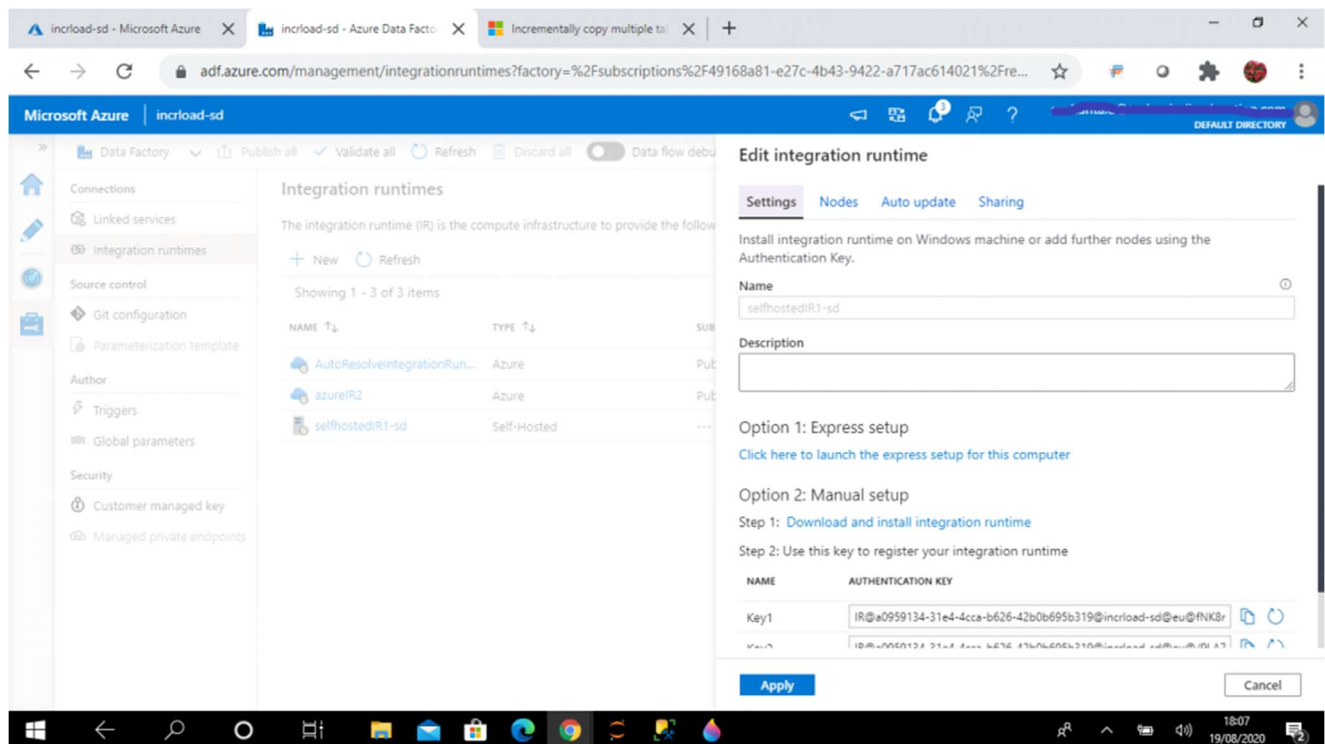 incrload-sd - Microsoft Azure
incrload-sd - Azure Data Facto
Incrementally copy multiple ta
adf.azure.com/management/integrationruntimes?factory=%2Fsubscriptions%2F49168a81-e27c-4b43-9422-a717ac614021%2Fre...
Microsoft Azure
incrload-sd
3
DEFAULT DIRECTORY
Data Factory
Publish all
Validate all
Refresh
Discard all
Data flow debu
Connections
Linked services
Integration runtimes
Source control
Git configuration
Parameterization template
Author
Triggers
Global parameters
Security
Customer managed key
Managed private endpoints
Integration runtimes
The integration runtime (IR) is the compute infrastructure to provide the follow
New
Refresh
Showing 1 - 3 of 3 items
NAME TYPE SUB
AutoResolveIntegrationRun... Azure Pub
azureIR2 Azure Pub
selfhostedIR1-sd Self-Hosted ---
Edit integration runtime
Settings Nodes Auto update Sharing
Install integration runtime on Windows machine or add further nodes using the
Authentication Key.
Name
selfhostedIR1-sd
Description
Option 1: Express setup
Click here to launch the express setup for this computer
Option 2: Manual setup
Step 1: Download and install integration runtime
Step 2: Use this key to register your integration runtime
NAME AUTHENTICATION KEY
Key1 IR@a0959134-31e4-4cca-b626-42b0b695b319@incrload-sd@eu@fNK8r
Apply
Cancel
18:07
19/08/2020
2